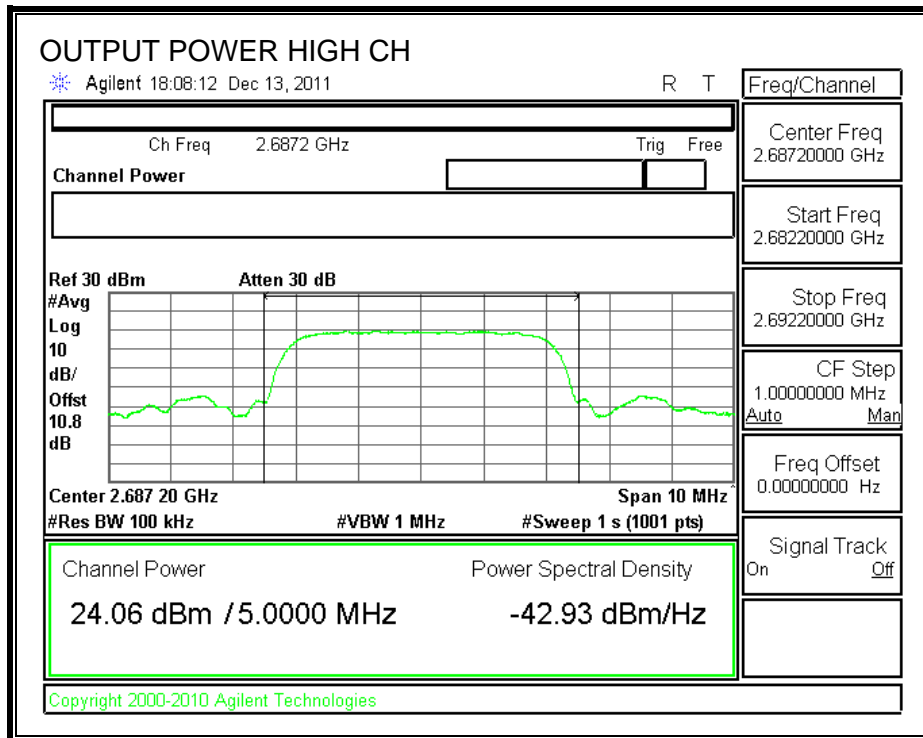 OUTPUT POWER HIGH CH
Agilent 18:08:12 Dec 13, 2011 R T
Freq/Channel
Ch Freq 2.6872 GHz Trig Free
Channel Power
Center Freq
2.68720000 GHz
Start Freq
2.68220000 GHz
Stop Freq
2.69220000 GHz
CF Step
1.00000000 MHz
Auto Man
Freq Offset
0.00000000 Hz
Signal Track
On Off
Ref 30 dBm Atten 30 dB
#Avg
Log
10
dB/
Offst
10.8
dB
Center 2.687 20 GHz Span 10 MHz
#Res BW 100 kHz #VBW 1 MHz #Sweep 1 s (1001 pts)
Channel Power Power Spectral Density
24.06 dBm / 5.0000 MHz -42.93 dBm/Hz
Copyright 2000-2010 Agilent Technologies